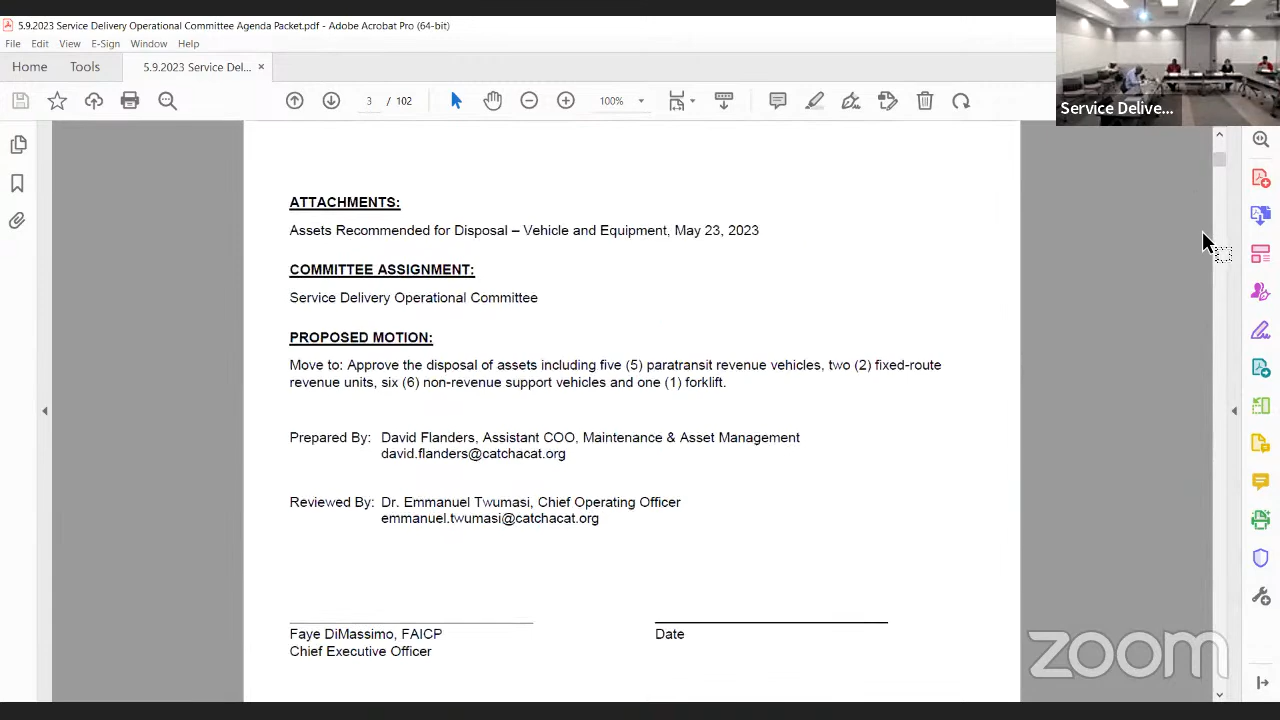 5.9.2023 Service Delivery Operational Committee Agenda Packet.pdf - Adobe Acrobat Pro (64-bit)
File Edit View E-Sign Window Help
Home Tools 5.9.2023 Service Del... ×
3 / 102 100%
Service Delive...
ATTACHMENTS:
Assets Recommended for Disposal – Vehicle and Equipment, May 23, 2023
COMMITTEE ASSIGNMENT:
Service Delivery Operational Committee
PROPOSED MOTION:
Move to: Approve the disposal of assets including five (5) paratransit revenue vehicles, two (2) fixed-route
revenue units, six (6) non-revenue support vehicles and one (1) forklift.
Prepared By: David Flanders, Assistant COO, Maintenance & Asset Management
david.flanders@catchacat.org
Reviewed By: Dr. Emmanuel Twumasi, Chief Operating Officer
emmanuel.twumasi@catchacat.org
Faye DiMassimo, FAICP Date
Chief Executive Officer
zoom